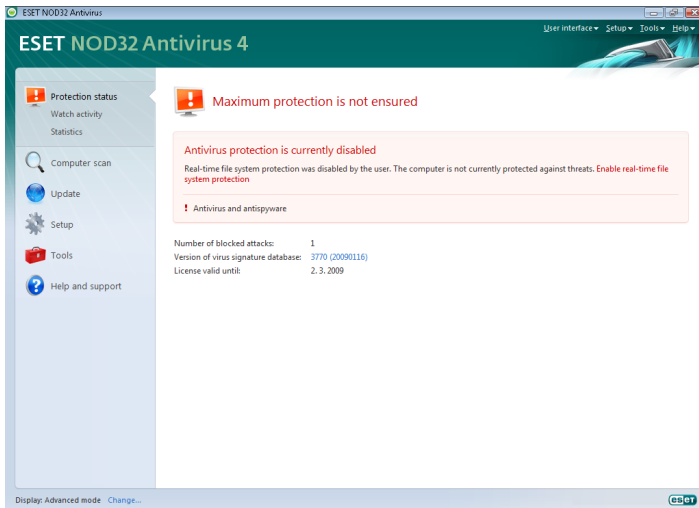 ESET NOD32 Antivirus
User interface Setup Tools Help
ESET NOD32 Antivirus 4
Protection status
Watch activity
Statistics
Computer scan
Update
Setup
Tools
Help and support
Maximum protection is not ensured
Antivirus protection is currently disabled
Real-time file system protection was disabled by the user. The computer is not currently protected against threats. Enable real-time file
system protection
! Antivirus and antispyware
Number of blocked attacks: 1
Version of virus signature database: 3770 (20090116)
License valid until: 2. 3. 2009
Display: Advanced mode Change...
eset